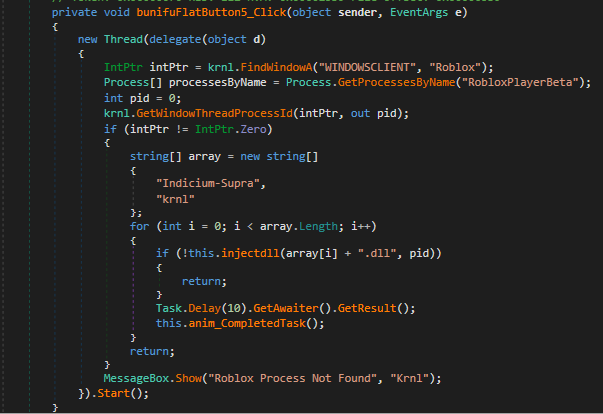 private void bunifuFlatButton5_Click(object sender, EventArgs e)
{
    new Thread(delegate(object d)
    {
        IntPtr intPtr = krnl.FindWindowA("WINDOWSCLIENT", "Roblox");
        Process[] processesByName = Process.GetProcessesByName("RobloxPlayerBeta");
        int pid = 0;
        krnl.GetWindowThreadProcessId(intPtr, out pid);
        if (intPtr != IntPtr.Zero)
        {
            string[] array = new string[]
            {
                "Indicium-Supra",
                "krnl"
            };
            for (int i = 0; i < array.Length; i++)
            {
                if (!this.injectdll(array[i] + ".dll", pid))
                {
                    return;
                }
                Task.Delay(10).GetAwaiter().GetResult();
                this.anim_CompletedTask();
            }
            return;
        }
        MessageBox.Show("Roblox Process Not Found", "Krnl");
    }).Start();
}